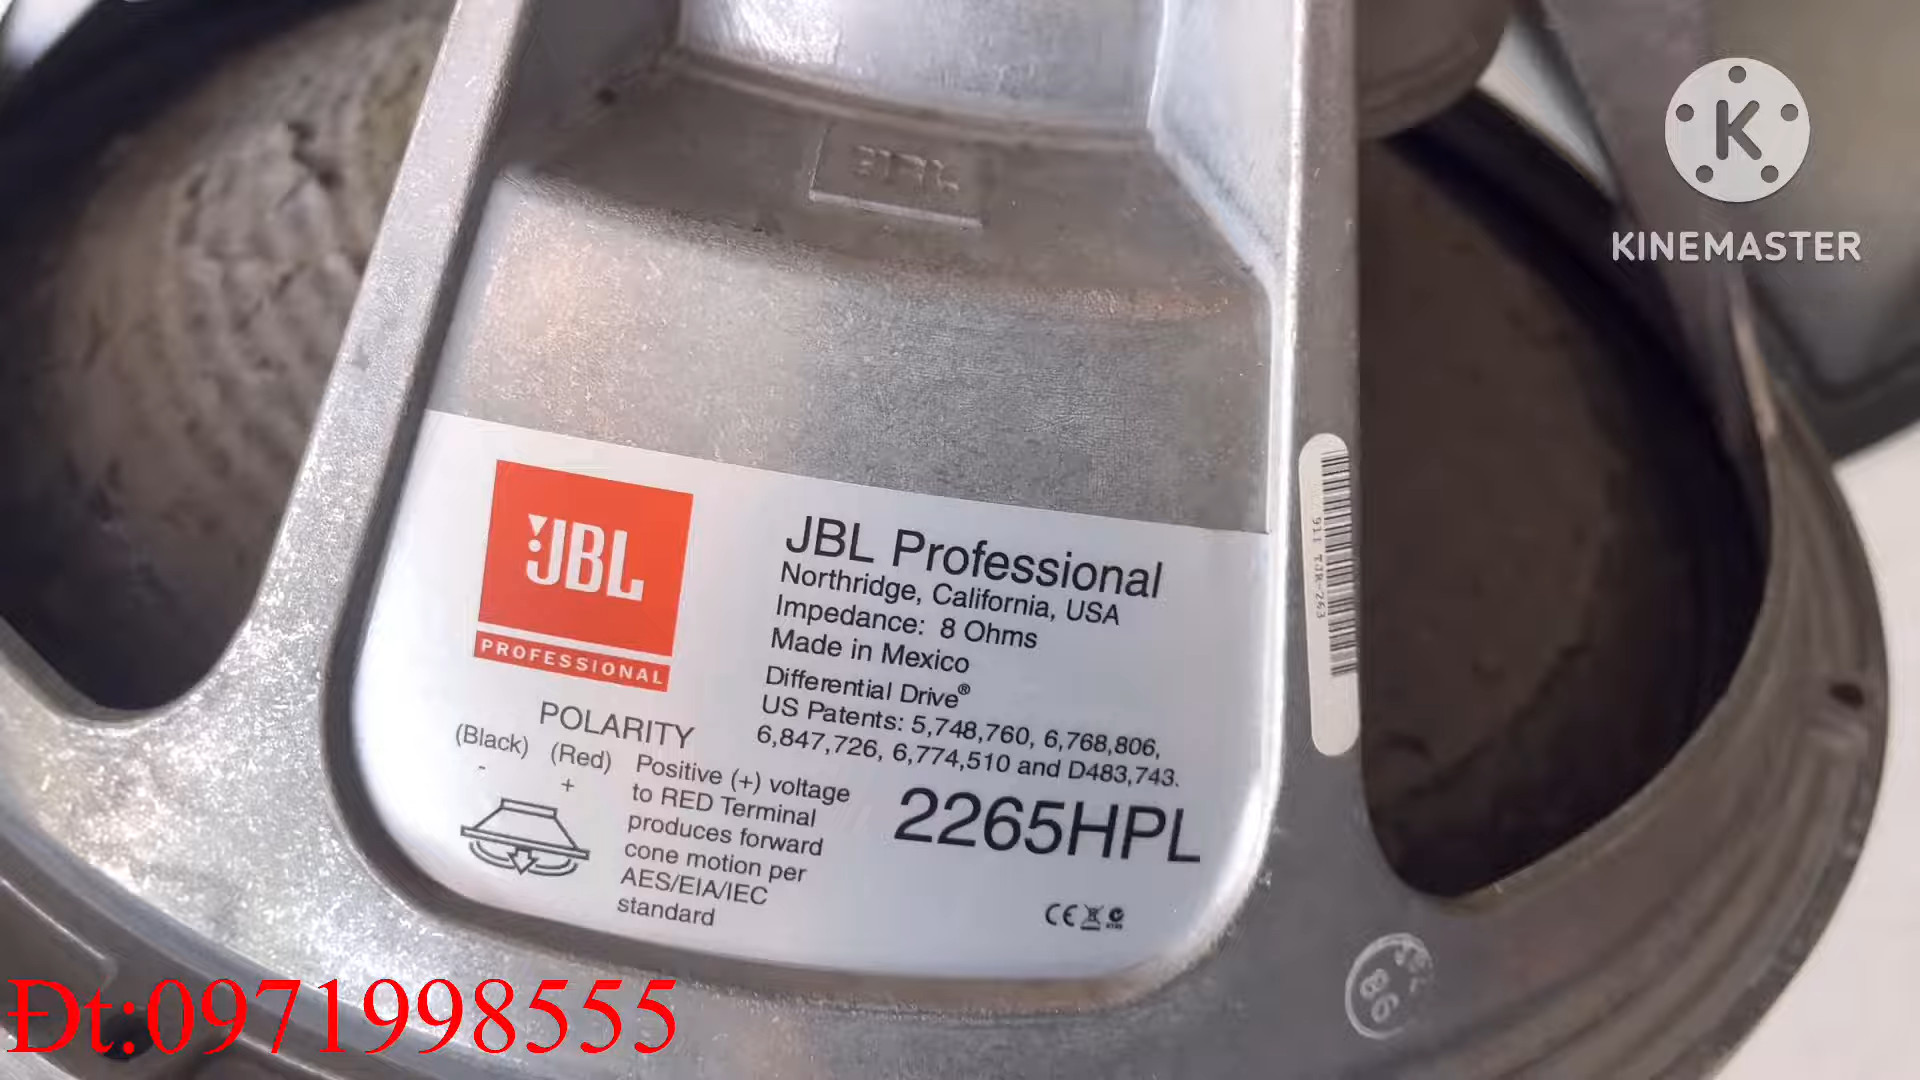 KINEMASTER
JBL
JBL
PROFESSIONAL
JBL Professional
Northridge, California, USA
Impedance: 8 Ohms
Made in Mexico
Differential Drive®
US Patents: 5,748,760, 6,768,806,
6,847,726, 6,774,510 and D483,743.
2265HPL
POLARITY
(Black) (Red)
- +
Positive (+) voltage
to RED Terminal
produces forward
cone motion per
AES/EIA/IEC
standard
CE
Đt:0971998555